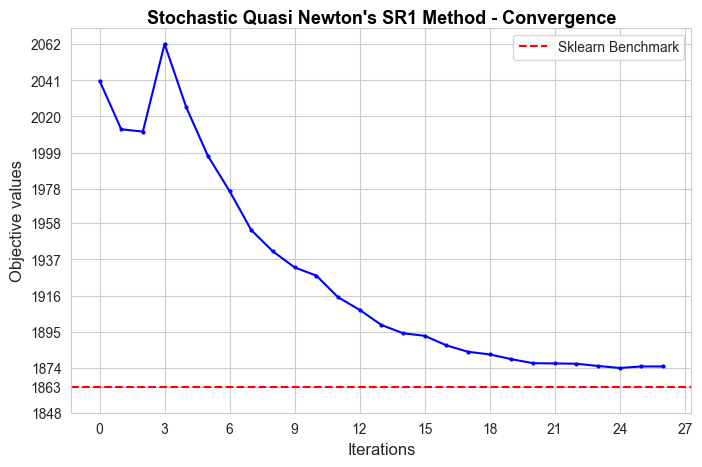 Stochastic Quasi Newton's SR1 Method - Convergence
Sklearn Benchmark
Objective values
2062
2041
2020
1999
1978
1958
1937
1916
1895
1874
1863
1848
0 3 6 9 12 15 18 21 24 27
Iterations